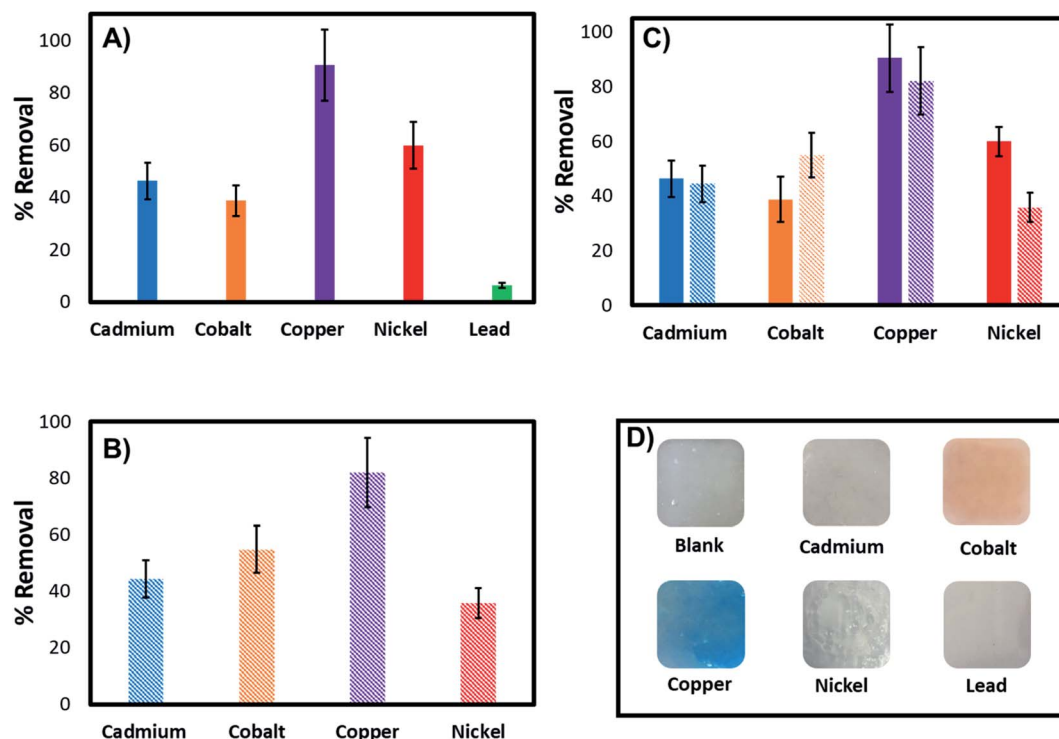 A)
% Removal
100
80
60
40
20
0
Cadmium Cobalt Copper Nickel Lead
C)
% Removal
100
80
60
40
20
0
Cadmium Cobalt Copper Nickel
B)
% Removal
100
80
60
40
20
0
Cadmium Cobalt Copper Nickel
D)
Blank Cadmium Cobalt
Copper Nickel Lead